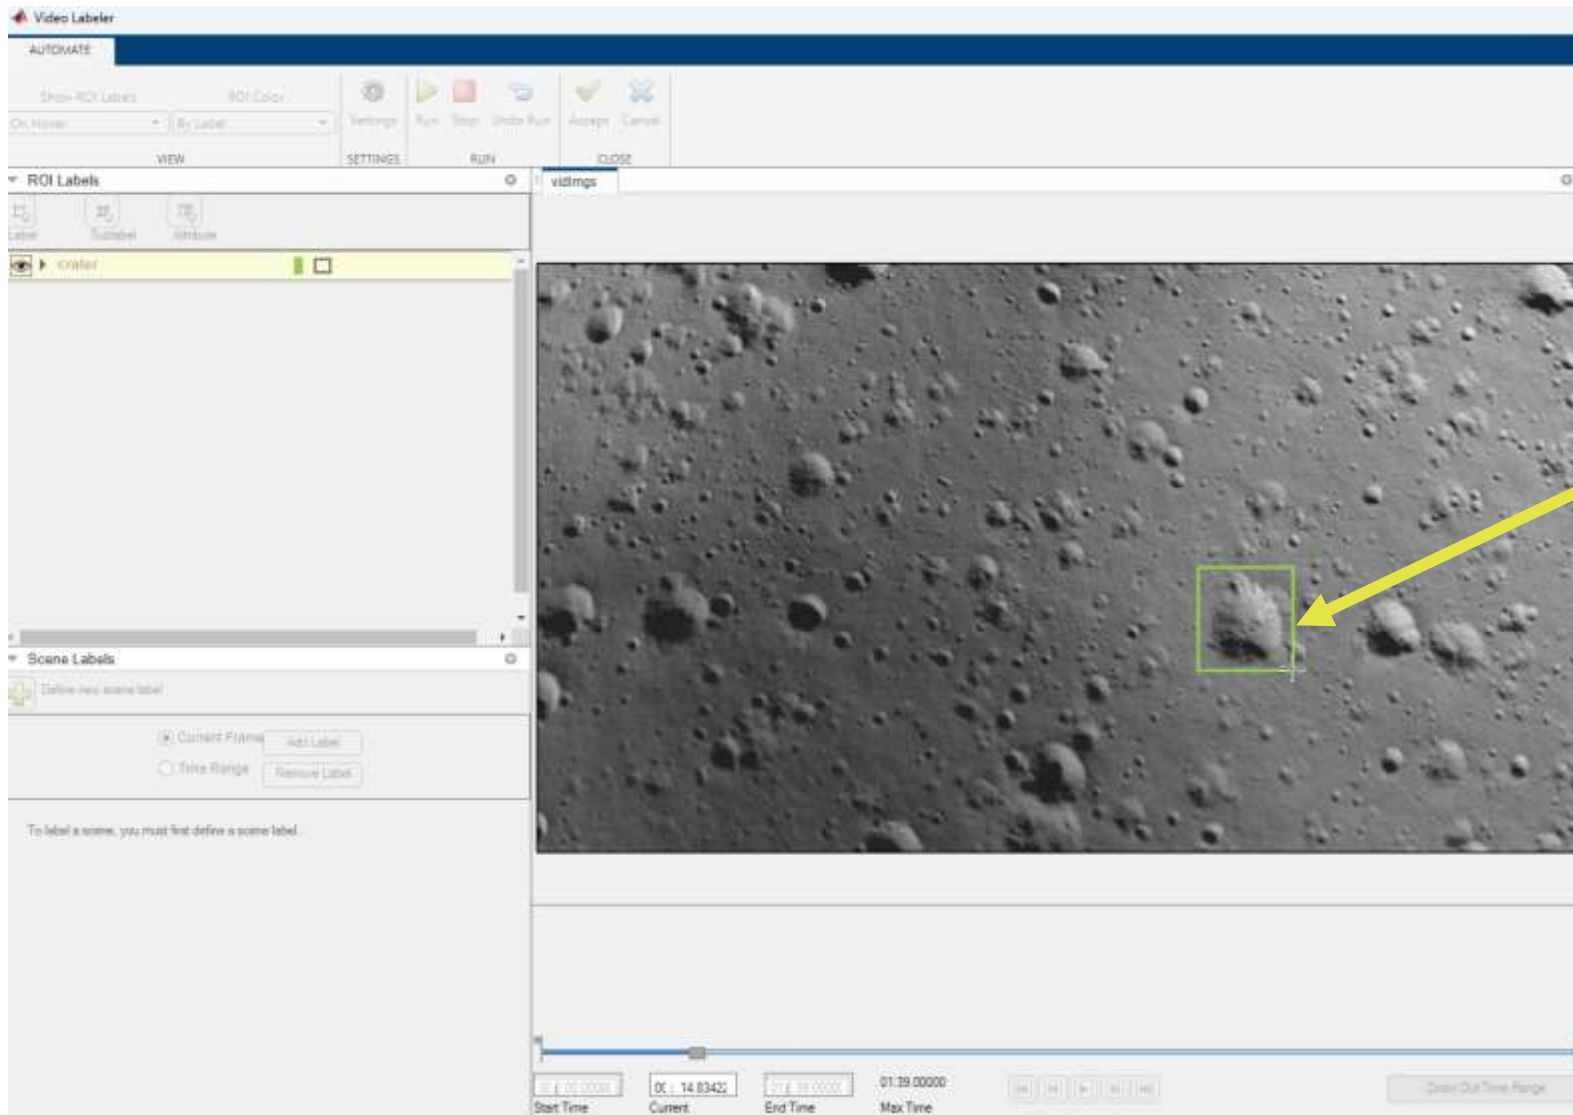 Video Labeler
AUTOMATE
Show ROI Labels
ROI Color
On Hover
By Label
Settings
Run
Stop
Undo Run
Accept
Cancel
VIEW
SETTINGS
RUN
CLOSE
ROI Labels
vidImgs
Label
Sublabel
Attribute
crater
Scene Labels
Define new scene label
Current Frame
Add Label
Time Range
Remove Label
To label a scene, you must first define a scene label.
14.83422
01:39.00000
Start Time
Current
End Time
Max Time
Zoom Out Time Range